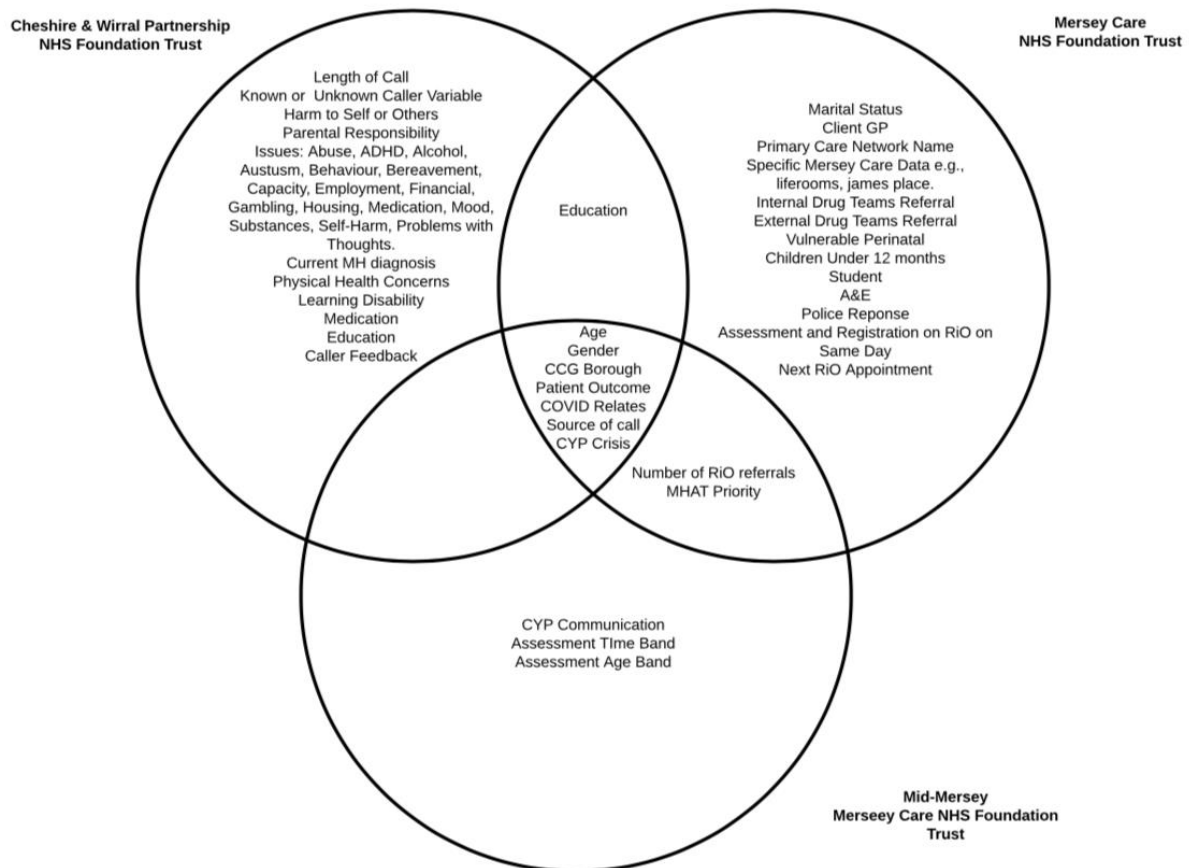 Cheshire & Wirral Partnership
NHS Foundation Trust
Mersey Care
NHS Foundation Trust
Length of Call
Known or Unknown Caller Variable
Harm to Self or Others
Parental Responsibility
Issues: Abuse, ADHD, Alcohol,
Austusm, Behaviour, Bereavement,
Capacity, Employment, Financial,
Gambling, Housing, Medication, Mood,
Substances, Self-Harm, Problems with
Thoughts.
Current MH diagnosis
Physical Health Concerns
Learning Disability
Medication
Education
Caller Feedback
Education
Marital Status
Client GP
Primary Care Network Name
Specific Mersey Care Data e.g.,
liferooms, james place.
Internal Drug Teams Referral
External Drug Teams Referral
Vulnerable Perinatal
Children Under 12 months
Student
A&E
Police Reponse
Assessment and Registration on RiO on
Same Day
Next RiO Appointment
Age
Gender
CCG Borough
Patient Outcome
COVID Relates
Source of call
CYP Crisis
Number of RiO referrals
MHAT Priority
CYP Communication
Assessment TIme Band
Assessment Age Band
Mid-Mersey
Merseey Care NHS Foundation
Trust